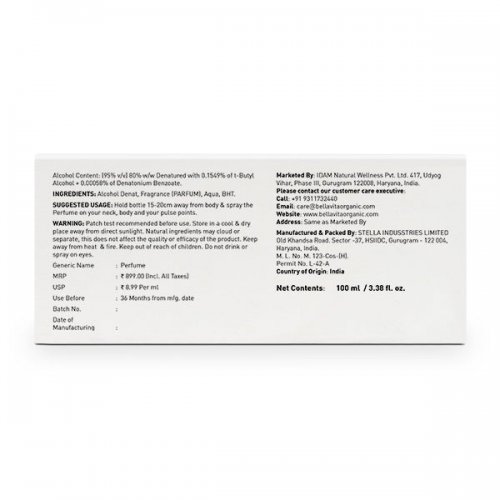 Alcohol Content: (95% v/v) 80% w/w Denatured with 0.1549% of t-Butyl
Alcohol + 0.00058% of Denatonium Benzoate.
INGREDIENTS: Alcohol Denat, Fragrance (PARFUM), Aqua, BHT.
SUGGESTED USAGE: Hold bottle 15-20cm away from body & spray the
Perfume on your neck, body and your pulse points.
WARNING: Patch test recommended before use. Store in a cool & dry
place away from direct sunlight. Natural ingredients may cloud or
separate, this does not affect the quality or efficacy of the product. Keep
away from heat & fire. Keep out of reach of children. Do not drink or
spray on eyes.
Generic Name : Perfume
MRP : ₹ 899.00 (Incl. All Taxes)
USP : ₹ 8.99 Per ml
Use Before : 36 Months from mfg. date
Batch No. :
Date of
Manufacturing :
Marketed By: IDAM Natural Wellness Pvt. Ltd. 417, Udyog
Vihar, Phase III, Gurugram 122008, Haryana, India.
Please contact our customer care executive:
Call: +91 9311732440
Email: care@bellavitaorganic.com
Website: www.bellavitaorganic.com
Address: Same as Marketed By
Manufactured & Packed By: STELLA INDUSSTRIES LIMITED
Old Khandsa Road, Sector -37, HSIIDC, Gurugram - 122 004,
Haryana, India.
M. L. No. M. 123-Cos-(H).
Permit No. L-42-A
Country of Origin: India
Net Contents: 100 ml / 3.38 fl. oz.